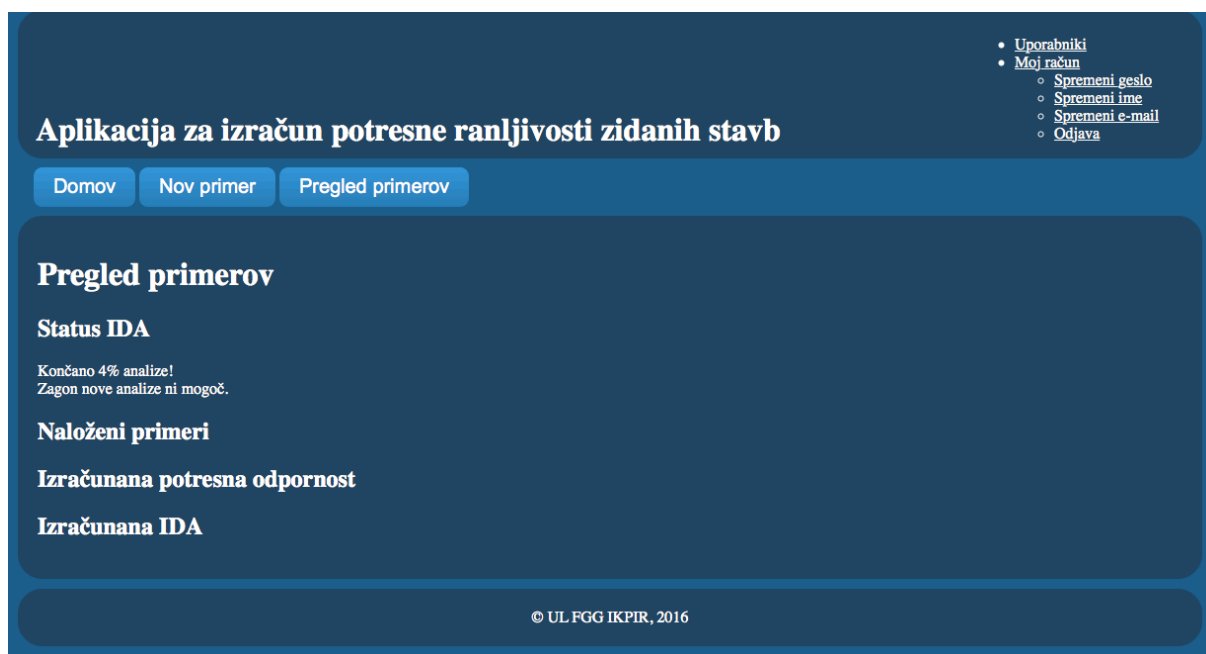 Uporabniki
Moj račun
Spremeni geslo
Spremeni ime
Spremeni e-mail
Odjava
Aplikacija za izračun potresne ranljivosti zidanih stavb
Domov
Nov primer
Pregled primerov
Pregled primerov
Status IDA
Končano 4% analize!
Zagon nove analize ni mogoč.
Naloženi primeri
Izračunana potresna odpornost
Izračunana IDA
© UL FGG IKPIR, 2016